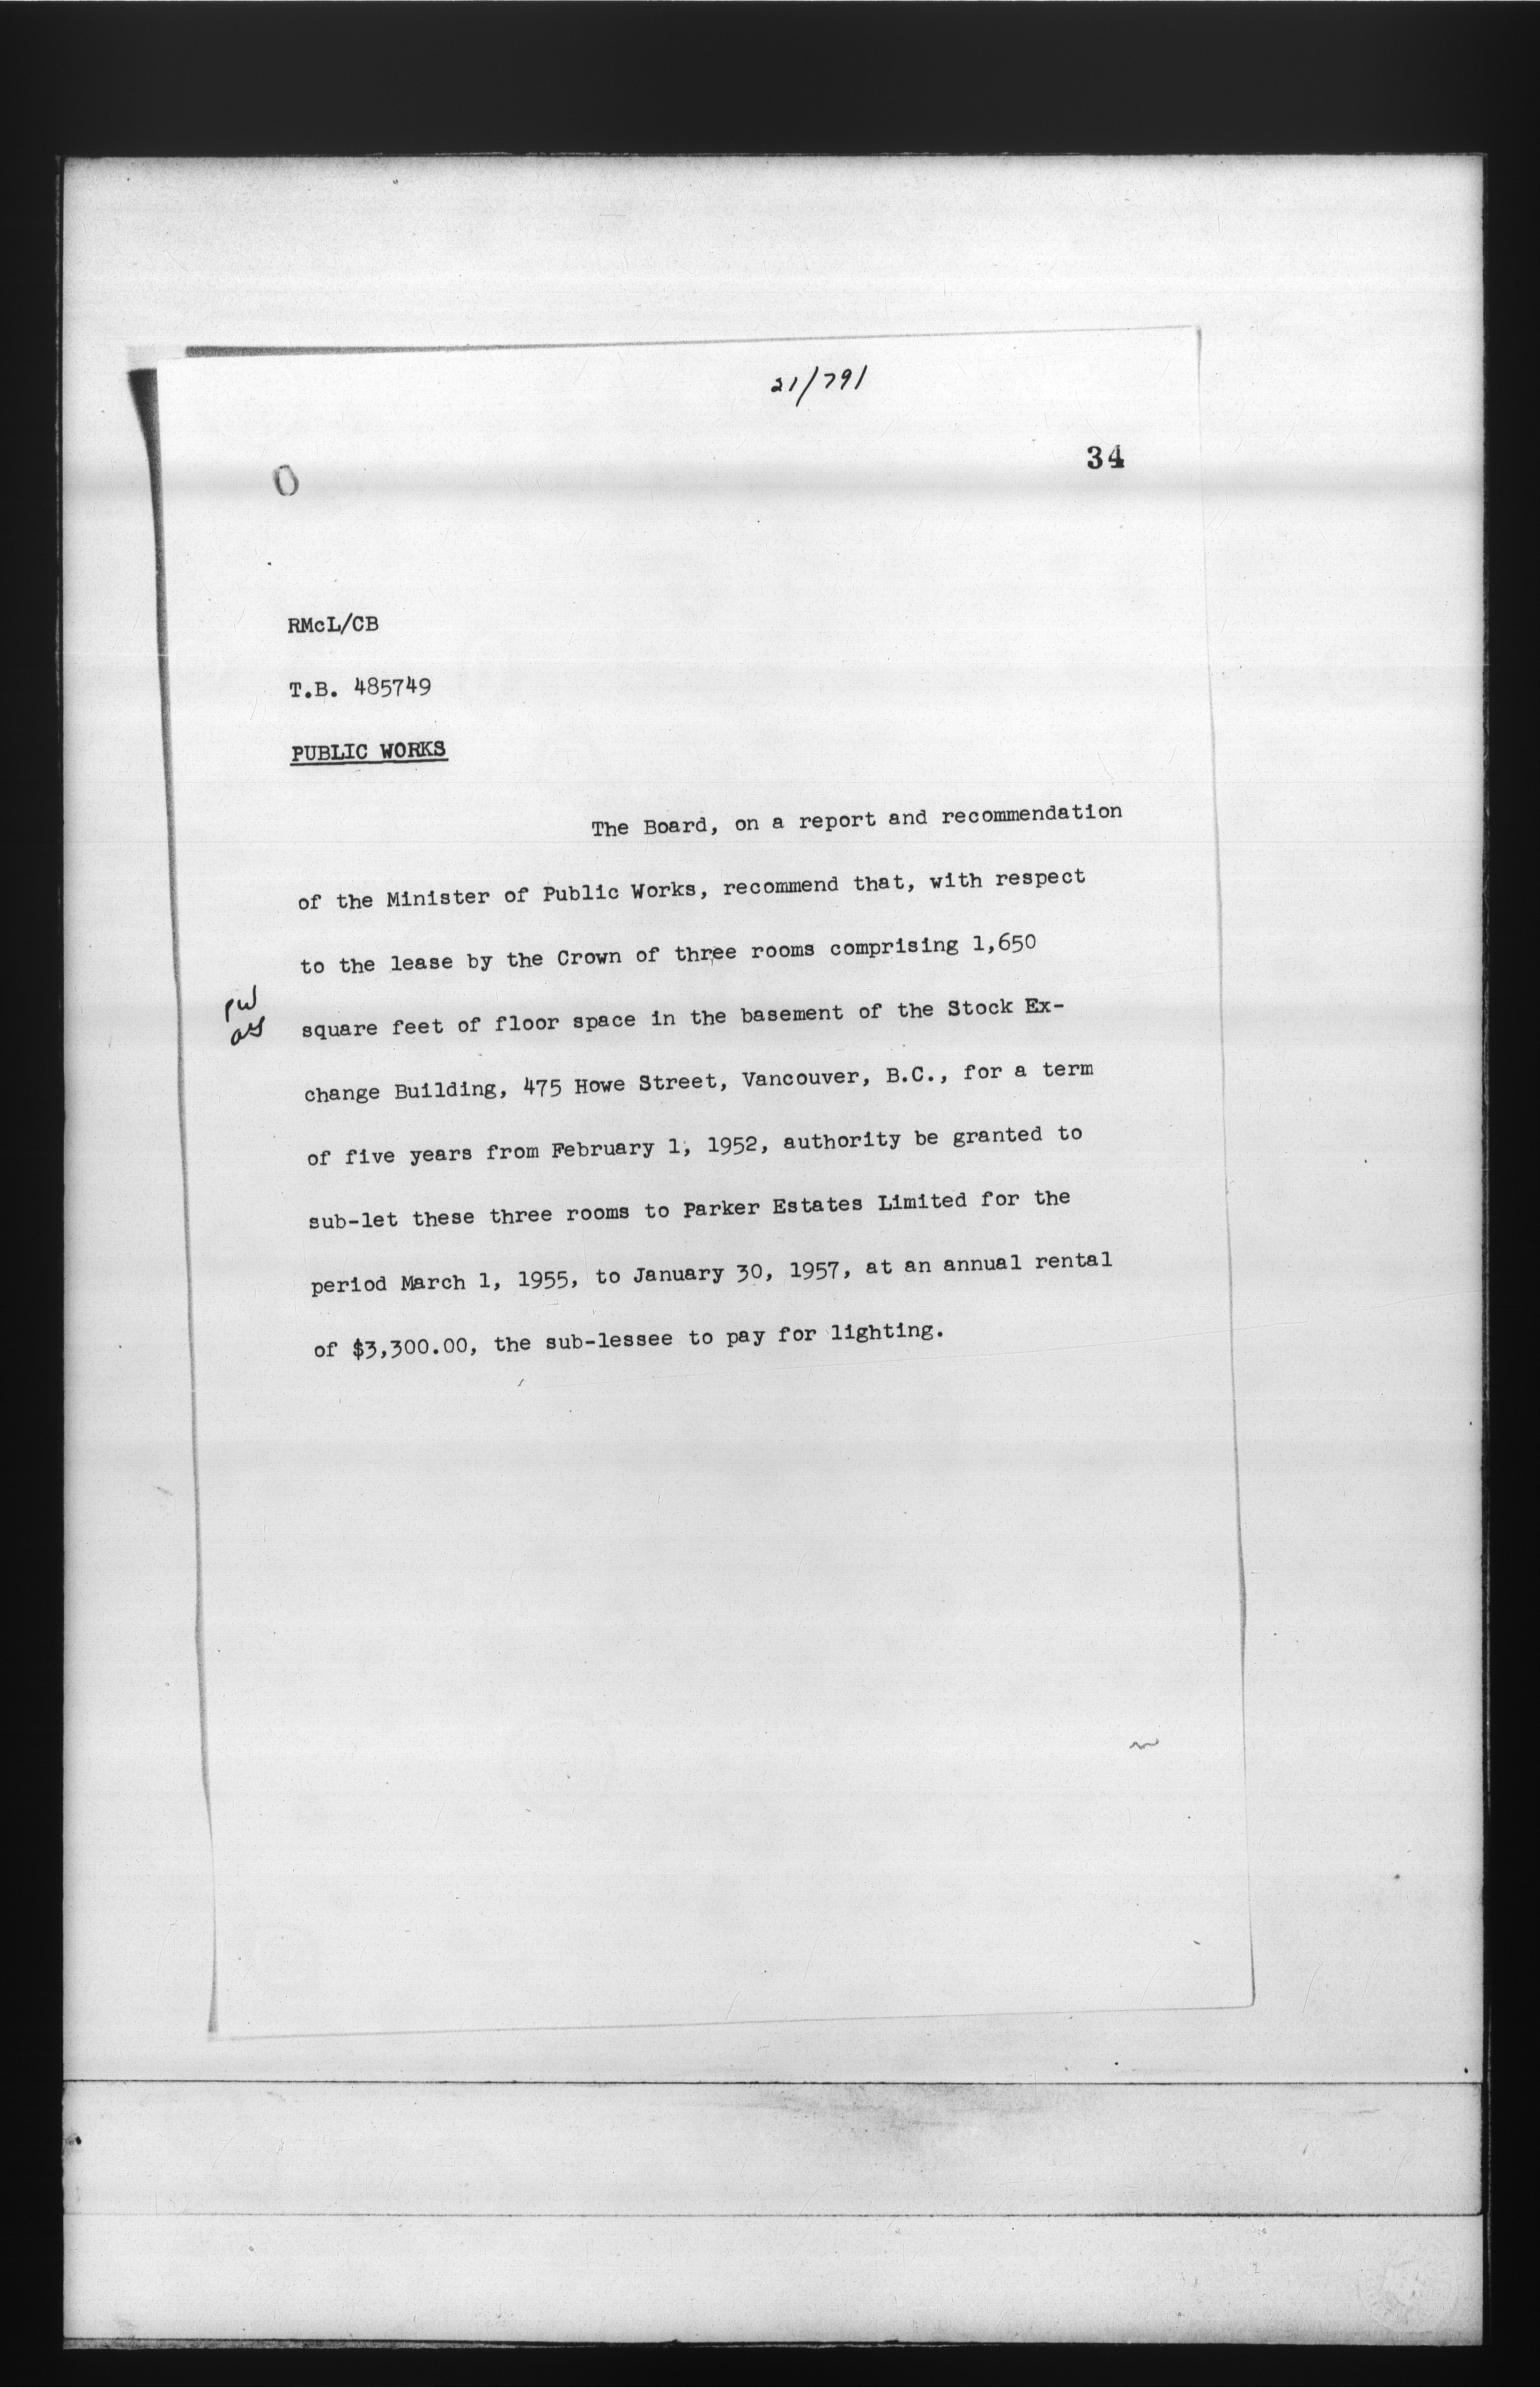 21/791
34
O
RMcL/CB
T.B. 485749
PUBLIC WORKS
The Board, on a report and recommendation
of the Minister of Public Works, recommend that, with respect
to the lease by the Crown of three rooms comprising 1,650
PW
square feet of floor space in the basement of the Stock Ex-
change Building, 475 Howe Street, Vancouver, B.C., for a term
of five years from February 1, 1952, authority be granted to
sub-let these three rooms to Parker Estates Limited for the
period March 1, 1955, to January 30, 1957, at an annual rental
of $3,300.00, the sub-lessee to pay for lighting.